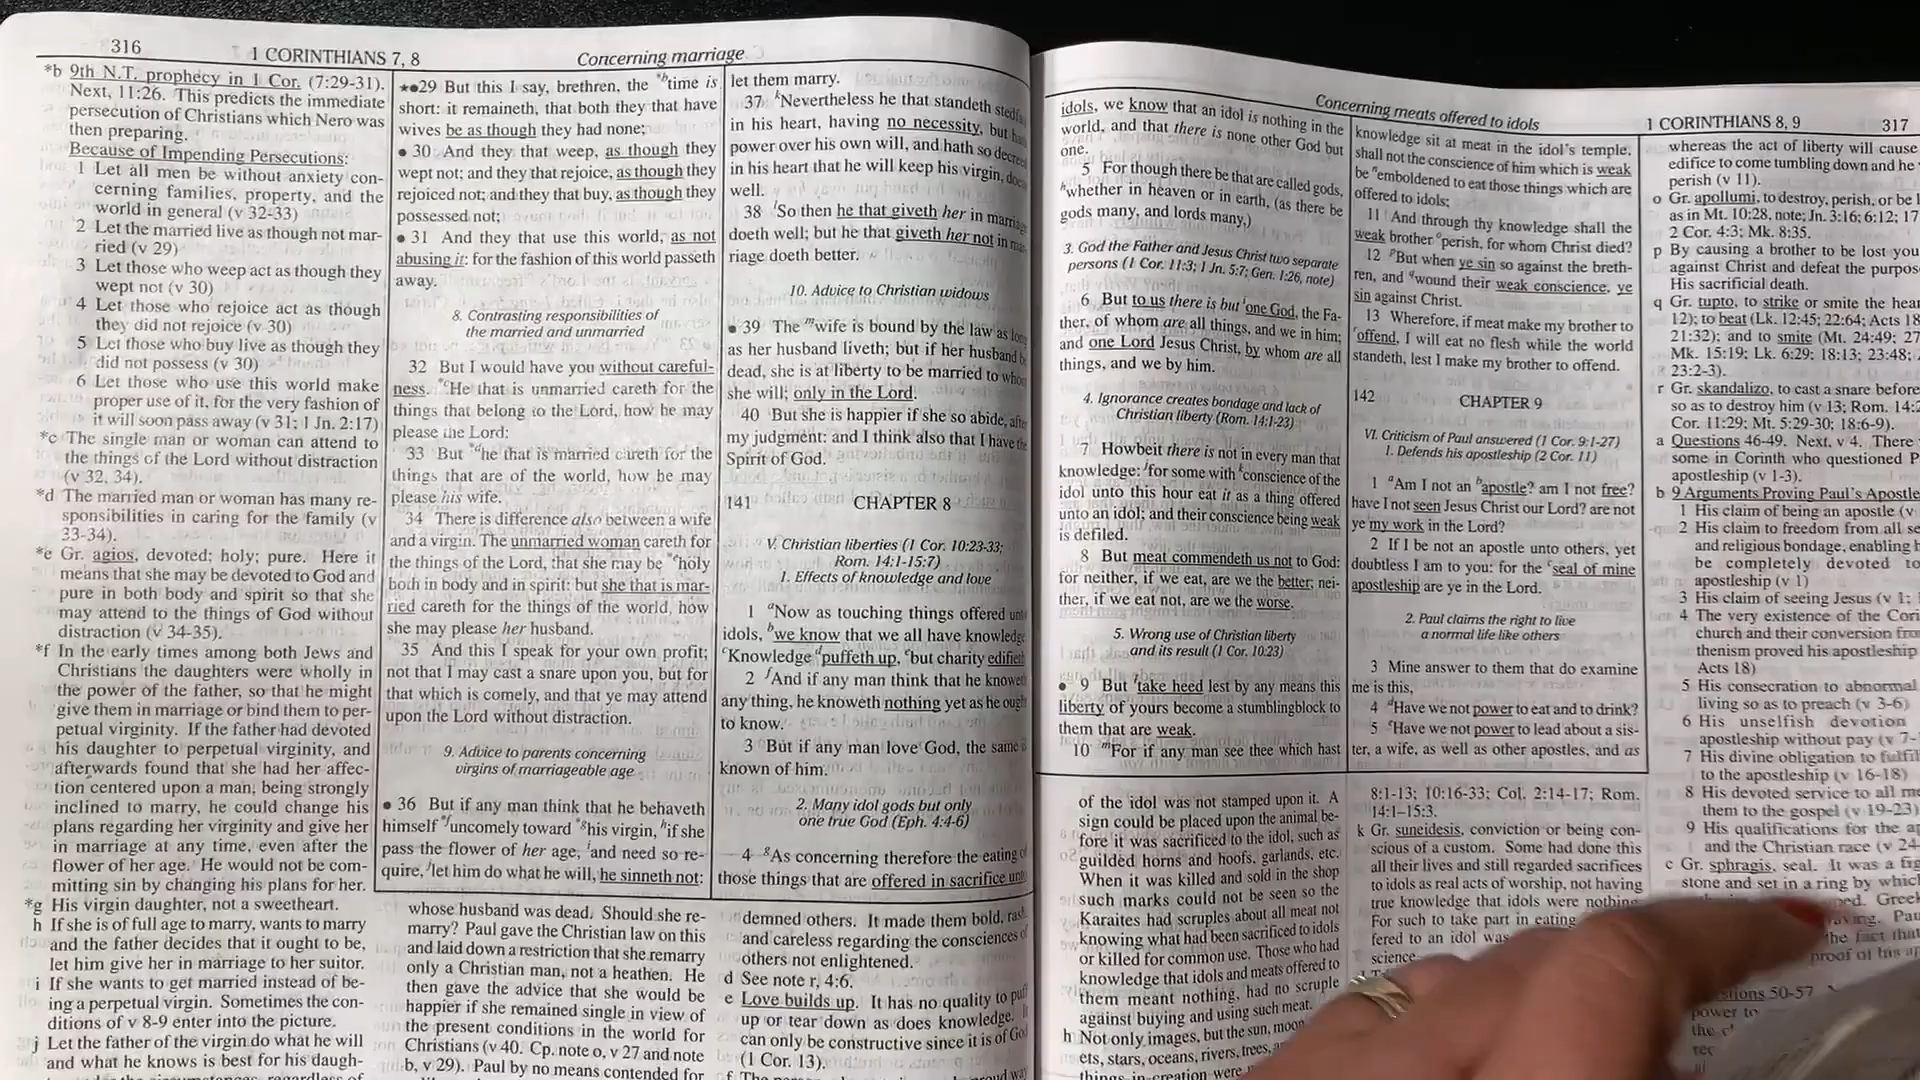 316
1 CORINTHIANS 7, 8
Concerning marriage
*b 9th N.T. prophecy in 1 Cor. (7:29-31).
Next, 11:26. This predicts the immediate
persecution of Christians which Nero was
then preparing.
Because of Impending Persecutions:
1 Let all men be without anxiety con-
cerning families, property, and the
world in general (v 32-33)
2 Let the married live as though not mar-
ried (v 29)
3 Let those who weep act as though they
wept not (v 30)
4 Let those who rejoice act as though
they did not rejoice (v 30)
5 Let those who buy live as though they
did not possess (v 30)
6 Let those who use this world make
proper use of it, for the very fashion of
it will soon pass away (v 31; 1 Jn. 2:17)
*c The single man or woman can attend to
the things of the Lord without distraction
(v 32, 34).
*d The married man or woman has many re-
sponsibilities in caring for the family (v
33-34).
*e Gr. agios, devoted; holy; pure. Here it
means that she may be devoted to God and
pure in both body and spirit so that she
may attend to the things of God without
distraction (v 34-35).
*f In the early times among both Jews and
Christians the daughters were wholly in
the power of the father, so that he might
give them in marriage or bind them to per-
petual virginity. If the father had devoted
his daughter to perpetual virginity, and
afterwards found that she had her affec-
tion centered upon a man; being strongly
inclined to marry, he could change his
plans regarding her virginity and give her
in marriage at any time, even after the
flower of her age. He would not be com-
mitting sin by changing his plans for her.
*g His virgin daughter, not a sweetheart.
h If she is of full age to marry, wants to marry
and the father decides that it ought to be,
let him give her in marriage to her suitor.
i If she wants to get married instead of be-
ing a perpetual virgin. Sometimes the con-
ditions of v 8-9 enter into the picture.
j Let the father of the virgin do what he will
and what he knows is best for his daugh-
★●29 But this I say, brethren, the *b time is
short: it remaineth, that both they that have
wives be as though they had none;
● 30 And they that weep, as though they
wept not; and they that rejoice, as though they
rejoiced not; and they that buy, as though they
possessed not;
● 31 And they that use this world, as not
abusing it: for the fashion of this world passeth
away.
8. Contrasting responsibilities of
the married and unmarried
32 But I would have you without careful-
ness. *c He that is unmarried careth for the
things that belong to the Lord, how he may
please the Lord:
33 But *d he that is married careth for the
things that are of the world, how he may
please his wife.
34 There is difference also between a wife
and a virgin. The unmarried woman careth for
the things of the Lord, that she may be *e holy
both in body and in spirit: but she that is mar-
ried careth for the things of the world, how
she may please her husband.
35 And this I speak for your own profit;
not that I may cast a snare upon you, but for
that which is comely, and that ye may attend
upon the Lord without distraction.
9. Advice to parents concerning
virgins of marriageable age
● 36 But if any man think that he behaveth
himself *f uncomely toward *g his virgin, h if she
pass the flower of her age, i and need so re-
quire, j let him do what he will, he sinneth not:
whose husband was dead. Should she re-
marry? Paul gave the Christian law on this
and laid down a restriction that she remarry
only a Christian man, not a heathen. He
then gave the advice that she would be
happier if she remained single in view of
the present conditions in the world for
Christians (v 40. Cp. note o, v 27 and note
b, v 29). Paul by no means contended for
let them marry.
37 k Nevertheless he that standeth
in his heart, having no necessity, but
power over his own will, and hath so
in his heart that he will keep his virgin,
well.
38 l So then he that giveth her in
doeth well; but he that giveth her not in
riage doeth better.
10. Advice to Christian widows
● 39 The m wife is bound by the law as
as her husband liveth; but if her husband
dead, she is at liberty to be married to
she will; only in the Lord.
40 But she is happier if she so abide,
my judgment: and I think also that I have
Spirit of God.
141 CHAPTER 8
V. Christian liberties (1 Cor. 10:23-33;
Rom. 14:1-15:7)
1. Effects of knowledge and love
1 a Now as touching things offered
idols, b we know that we all have knowledge
c Knowledge d puffeth up, e but charity edifieth
2 f And if any man think that he knoweth
any thing, he knoweth nothing yet as he ought
to know.
3 But if any man love God, the same
known of him.
2. Many idol gods but only
one true God (Eph. 4:4-6)
4 g As concerning therefore the eating
those things that are offered in sacrifice
demned others. It made them bold,
and careless regarding the consciences
others not enlightened.
d See note r, 4:6.
e Love builds up. It has no quality to
up or tear down as does knowledge.
can only be constructive since it is of
(1 Cor. 13).
Concerning meats offered to idols
1 CORINTHIANS 8, 9
317
idols, we know that an idol is nothing in the
world, and that there is none other God but
one.
5 For though there be that are called gods,
h whether in heaven or in earth, (as there be
gods many, and lords many,)
3. God the Father and Jesus Christ two separate
persons (1 Cor. 11:3; 1 Jn. 5:7; Gen. 1:26, note)
6 But to us there is but i one God, the Fa-
ther, of whom are all things, and we in him;
and one Lord Jesus Christ, by whom are all
things, and we by him.
4. Ignorance creates bondage and lack of
Christian liberty (Rom. 14:1-23)
7 Howbeit there is not in every man that
knowledge: j for some with k conscience of the
idol unto this hour eat it as a thing offered
unto an idol; and their conscience being weak
is defiled.
8 But meat commendeth us not to God:
for neither, if we eat, are we the better; nei-
ther, if we eat not, are we the worse.
5. Wrong use of Christian liberty
and its result (1 Cor. 10:23)
● 9 But l take heed lest by any means this
liberty of yours become a stumblingblock to
them that are weak.
10 m For if any man see thee which hast
of the idol was not stamped upon it. A
sign could be placed upon the animal be-
fore it was sacrificed to the idol, such as
guilded horns and hoofs, garlands, etc.
When it was killed and sold in the shop
such marks could not be seen so the
Karaites had scruples about all meat not
knowing what had been sacrificed to idols
or killed for common use. Those who had
knowledge that idols and meats offered to
them meant nothing, had no scruple
against buying and using such meat.
h Not only images, but the sun, moon,
ets, stars, oceans, rivers, trees,
things in creation were
knowledge sit at meat in the idol's temple,
shall not the conscience of him which is weak
be n emboldened to eat those things which are
offered to idols;
11 And through thy knowledge shall the
weak brother o perish, for whom Christ died?
12 p But when ye sin so against the breth-
ren, and q wound their weak conscience, ye
sin against Christ.
13 Wherefore, if meat make my brother to
r offend, I will eat no flesh while the world
standeth, lest I make my brother to offend.
142 CHAPTER 9
VI. Criticism of Paul answered (1 Cor. 9:1-27)
1. Defends his apostleship (2 Cor. 11)
1 a Am I not an b apostle? am I not free?
have I not seen Jesus Christ our Lord? are not
ye my work in the Lord?
2 If I be not an apostle unto others, yet
doubtless I am to you: for the c seal of mine
apostleship are ye in the Lord.
2. Paul claims the right to live
a normal life like others
3 Mine answer to them that do examine
me is this,
4 d Have we not power to eat and to drink?
5 e Have we not power to lead about a sis-
ter, a wife, as well as other apostles, and as
8:1-13; 10:16-33; Col. 2:14-17; Rom.
14:1-15:3.
k Gr. suneidesis, conviction or being con-
scious of a custom. Some had done this
all their lives and still regarded sacrifices
to idols as real acts of worship, not having
true knowledge that idols were nothing.
For such to take part in eating
fered to an idol was
science.
whereas the act of liberty will cause
edifice to come tumbling down and he
perish (v 11).
o Gr. apollumi, to destroy, perish, or be
as in Mt. 10:28, note; Jn. 3:16; 6:12; 17
2 Cor. 4:3; Mk. 8:35.
p By causing a brother to be lost you
against Christ and defeat the purpose
His sacrificial death.
q Gr. tupto, to strike or smite the
12); to beat (Lk. 12:45; 22:64; Acts 18
21:32); and to smite (Mt. 24:49; 27
Mk. 15:19; Lk. 6:29; 18:13; 23:48;
23:2-3).
r Gr. skandalizo, to cast a snare before
so as to destroy him (v 13; Rom. 14:
Cor. 11:29; Mt. 5:29-30; 18:6-9).
a Questions 46-49. Next, v 4. There
some in Corinth who questioned
apostleship (v 1-3).
b 9 Arguments Proving Paul's
1 His claim of being an apostle (v
2 His claim to freedom from all
and religious bondage, enabling
be completely devoted to
apostleship (v 1)
3 His claim of seeing Jesus (v 1;
4 The very existence of the
church and their conversion
thenism proved his apostleship
Acts 18)
5 His consecration to abnormal
living so as to preach (v 3-6)
6 His unselfish devotion
apostleship without pay (v 7-
7 His divine obligation to
to the apostleship (v 16-18)
8 His devoted service to all
them to the gospel (v 19-23)
9 His qualifications for the
and the Christian race (v 24-
c Gr. sphragis, seal. It was a
stone and set in a ring by which
Greek
Paul
the fact that
proof of his
50-57
power to